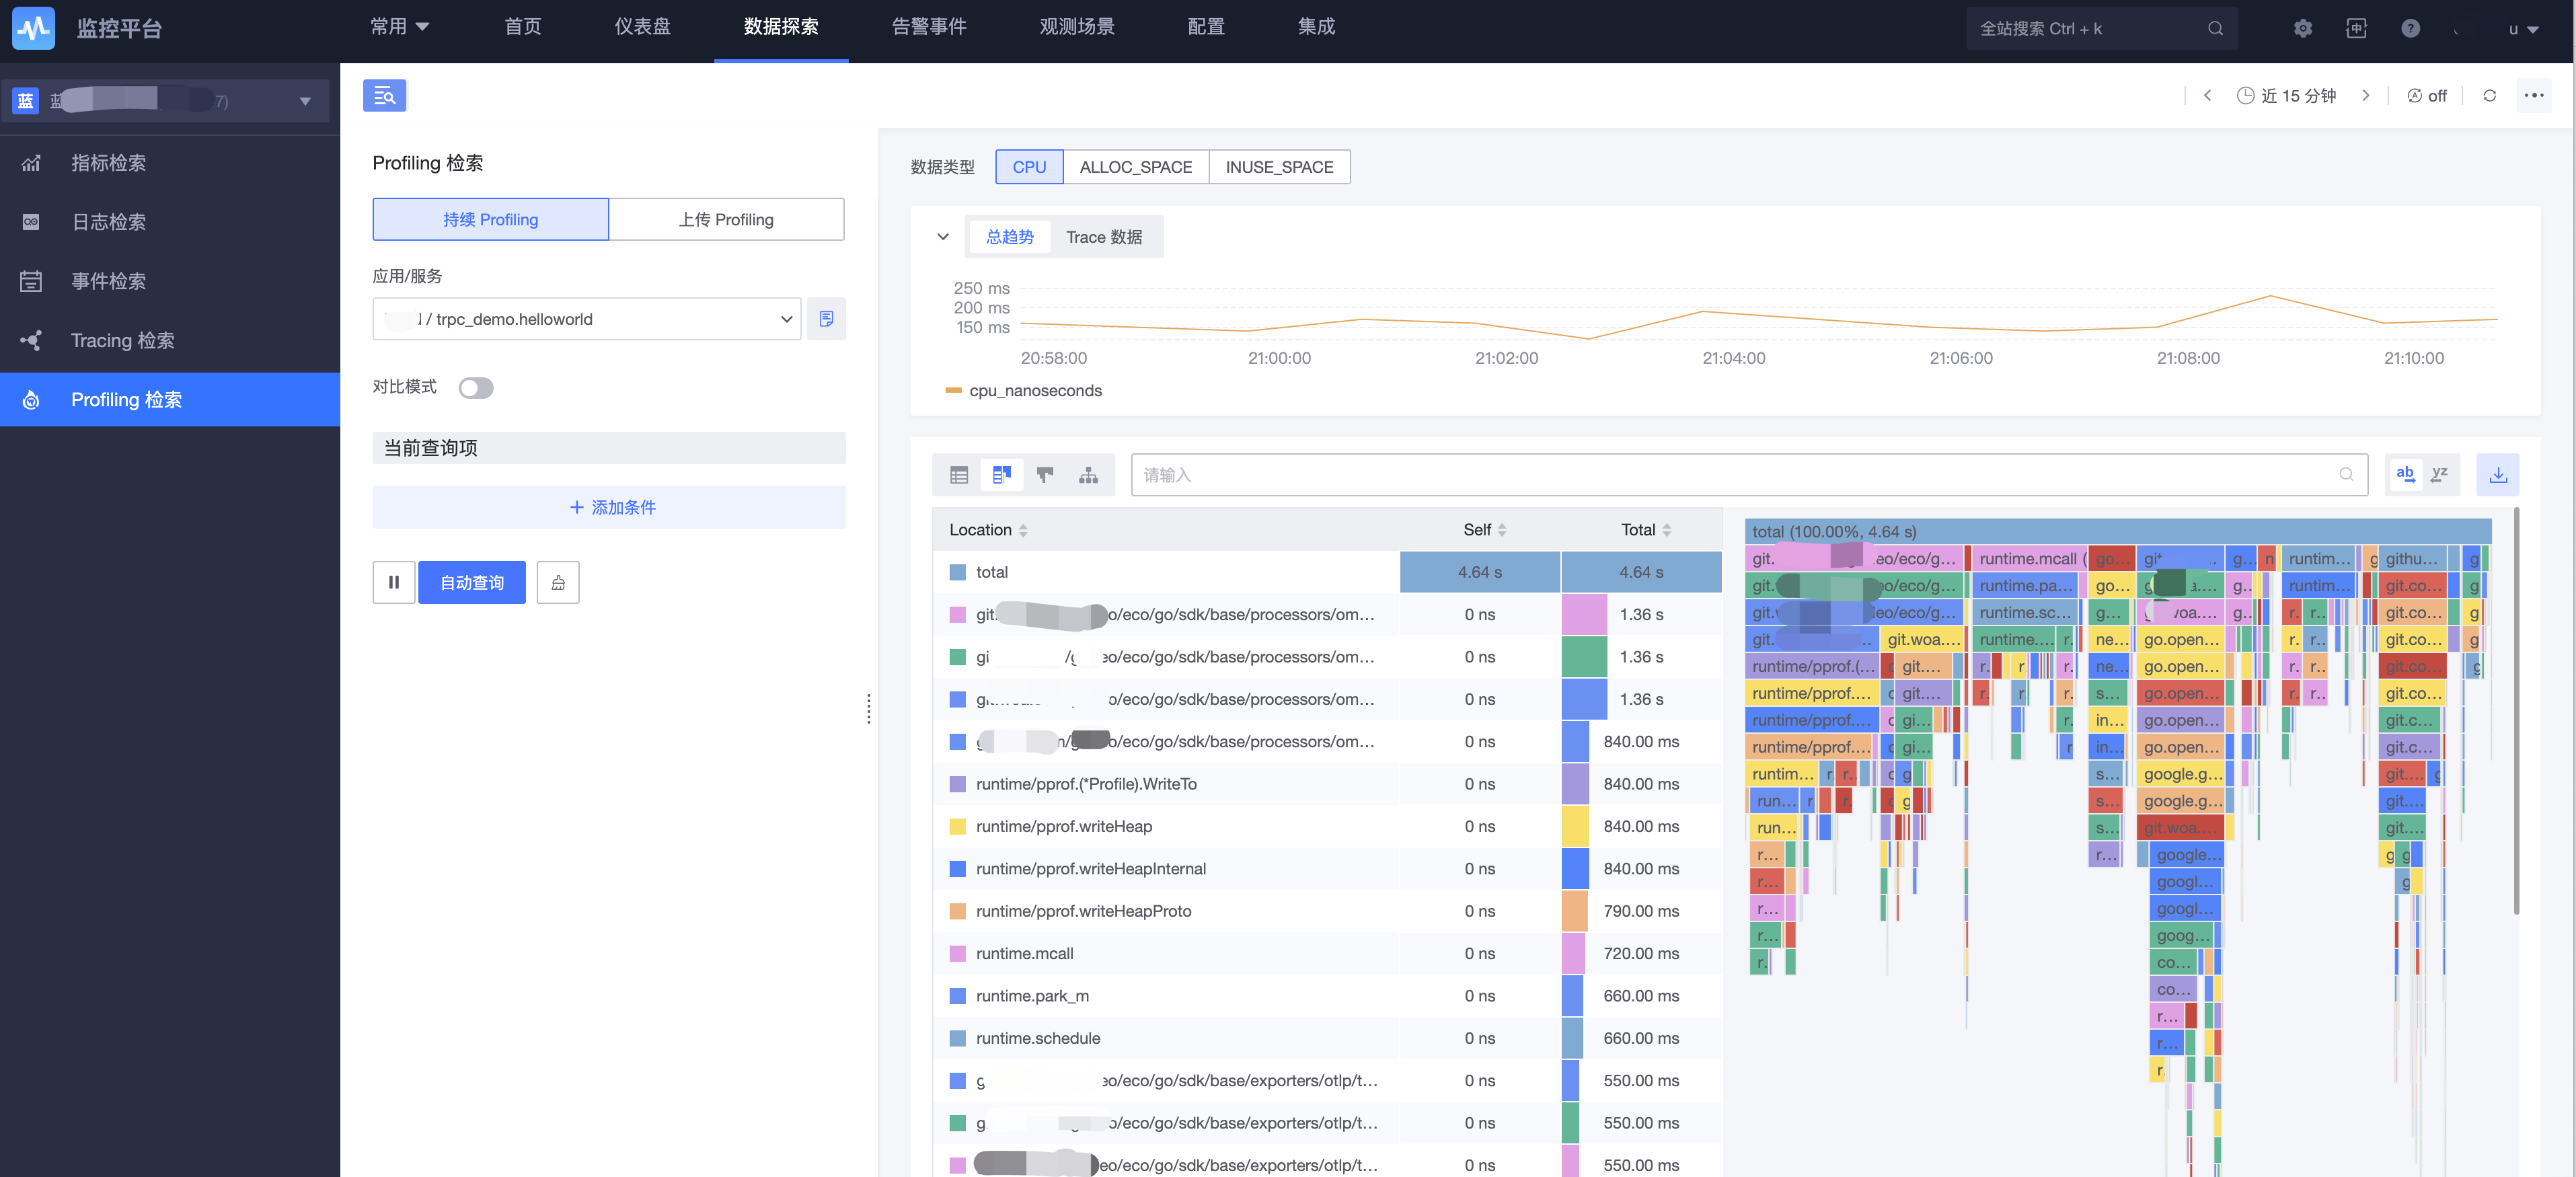 监控平台
常用 首页 仪表盘 数据探索 告警事件 观测场景 配置 集成
全站搜索 Ctrl + k
u
蓝
7)
指标检索
日志检索
事件检索
Tracing 检索
Profiling 检索
近 15 分钟
off
Profiling 检索
持续 Profiling 上传 Profiling
应用/服务
/ trpc_demo.helloworld
对比模式
当前查询项
+ 添加条件
自动查询
数据类型 CPU ALLOC_SPACE INUSE_SPACE
总趋势 Trace 数据
250 ms
200 ms
150 ms
20:58:00 21:00:00 21:02:00 21:04:00 21:06:00 21:08:00 21:10:00
cpu_nanoseconds
请输入
ab yz
Location Self Total
total 4.64 s 4.64 s
git. o/eco/go/sdk/base/processors/om… 0 ns 1.36 s
gi eo/eco/go/sdk/base/processors/om… 0 ns 1.36 s
o/eco/go/sdk/base/processors/om… 0 ns 1.36 s
o/eco/go/sdk/base/processors/om… 0 ns 840.00 ms
runtime/pprof.(*Profile).WriteTo 0 ns 840.00 ms
runtime/pprof.writeHeap 0 ns 840.00 ms
runtime/pprof.writeHeapInternal 0 ns 840.00 ms
runtime/pprof.writeHeapProto 0 ns 790.00 ms
runtime.mcall 0 ns 720.00 ms
runtime.park_m 0 ns 660.00 ms
runtime.schedule 0 ns 660.00 ms
g eo/eco/go/sdk/base/exporters/otlp/t… 0 ns 550.00 ms
g. o/eco/go/sdk/base/exporters/otlp/t… 0 ns 550.00 ms
eo/eco/go/sdk/base/exporters/otlp/t… 0 ns 550.00 ms
total (100.00%, 4.64 s)
git. eo/eco/g… runtime.mcall ( go… git g… n runtim… g githu… g
git. eo/eco/g… runtime.pa… go… g… runtim… git.co… g
git. eo/eco/g… runtime.sc… g… woa.… g… r… r… git.co… g
git. git.woa.… runtime.… r. ne… go.open… r. r… git.co… g
runtime/pprof.(… c git.… r. r. r. ne… go.open… r. r.. git.co… g
runtime/pprof.… c git.… r. r r. s… go.open… r. r.. git.co…
runtime/pprof.… c gi… r. in… go.open… git.c…
runtime/pprof.… c gi… r in… go.open… git.c…
runtim… r r. c g s… google.g… git.… g
run… r r. c g s… google.g… git.…
run… s… git.woa.… git.…
r… r… google… g g
r… googl… g
r… googl…
r… goog…
r. co…
co…
r…
r…
r.